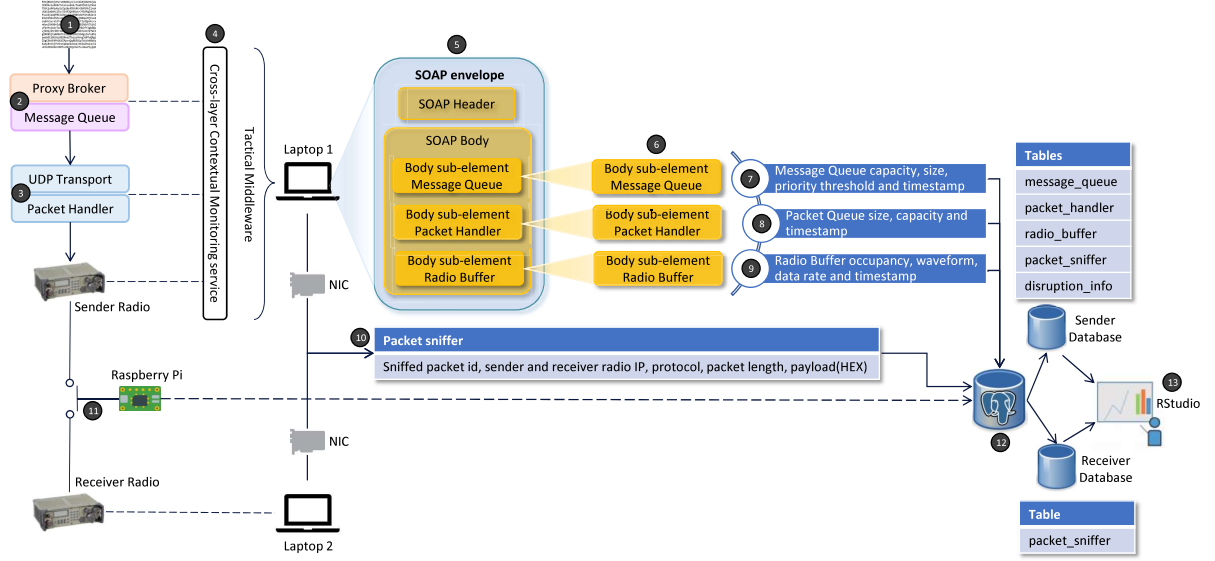 1
Proxy Broker
2
Message Queue
UDP Transport
3
Packet Handler
Sender Radio
Raspberry Pi
11
Receiver Radio
4
Cross-layer Contextual Monitoring service
Tactical Middleware
Laptop 1
NIC
NIC
Laptop 2
5
SOAP envelope
SOAP Header
SOAP Body
Body sub-element
Message Queue
Body sub-element
Packet Handler
Body sub-element
Radio Buffer
6
Body sub-element
Message Queue
Body sub-element
Packet Handler
Body sub-element
Radio Buffer
7
Message Queue capacity, size,
priority threshold and timestamp
8
Packet Queue size, capacity and
timestamp
9
Radio Buffer occupancy, waveform,
data rate and timestamp
10
Packet sniffer
Sniffed packet id, sender and receiver radio IP, protocol, packet length, payload(HEX)
12
Tables
message_queue
packet_handler
radio_buffer
packet_sniffer
disruption_info
Sender
Database
13
RStudio
Receiver
Database
Table
packet_sniffer